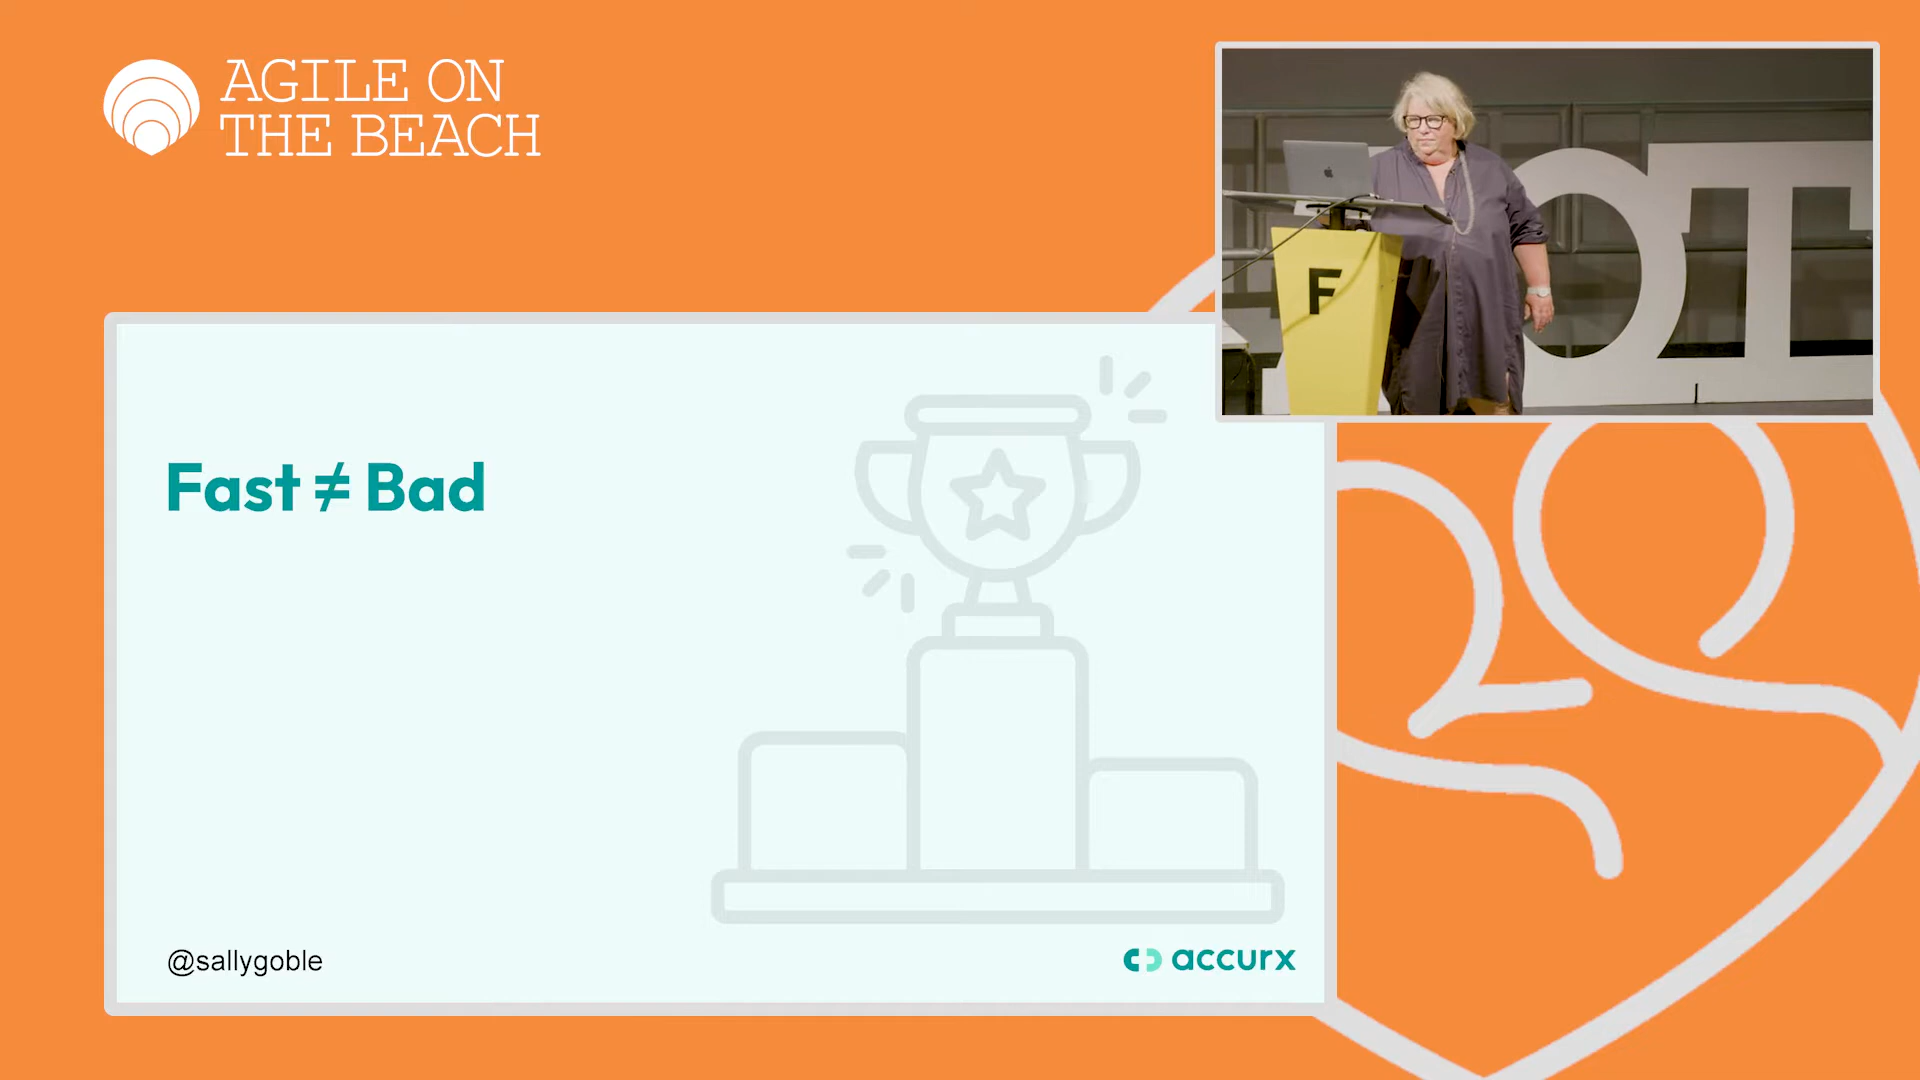 AGILE ON
THE BEACH
F
Fast ≠ Bad
@sallygoble
accurx